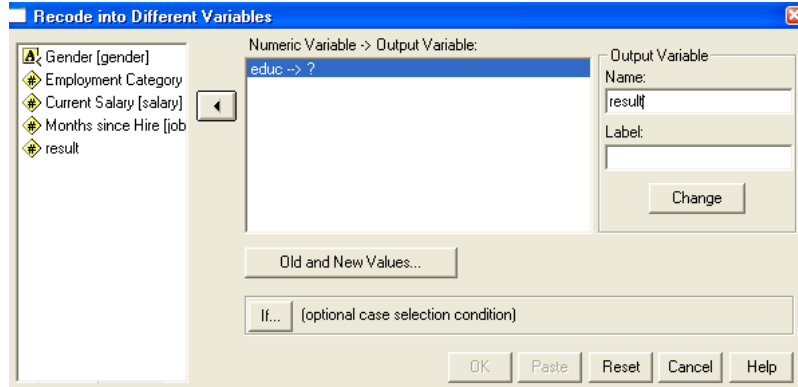 Recode into Different Variables
Gender [gender]
Employment Category
Current Salary [salary]
Months since Hire [job
result
Numeric Variable -> Output Variable:
educ --> ?
Output Variable
Name:
result
Label:
Change
Old and New Values...
If... (optional case selection condition)
OK Paste Reset Cancel Help